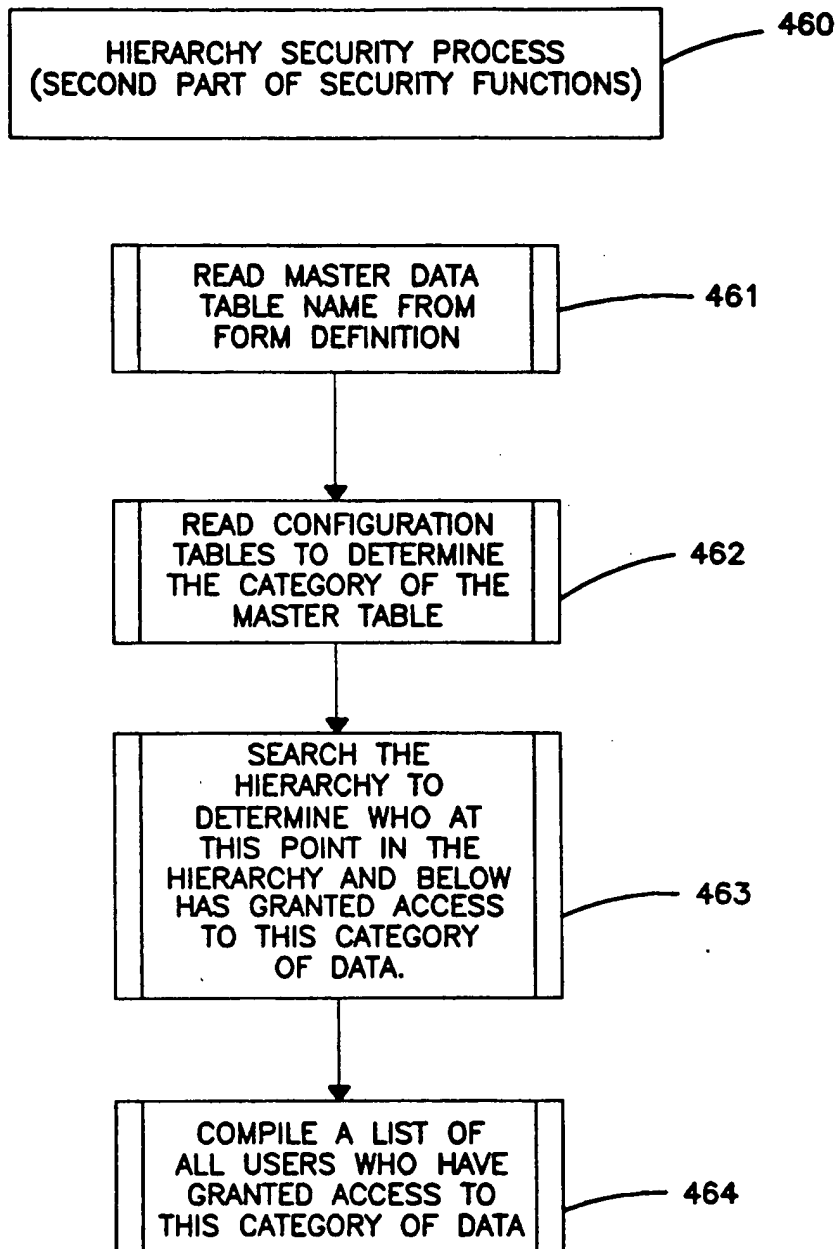 HIERARCHY SECURITY PROCESS
(SECOND PART OF SECURITY FUNCTIONS)
460
READ MASTER DATA
TABLE NAME FROM
FORM DEFINITION
461
READ CONFIGURATION
TABLES TO DETERMINE
THE CATEGORY OF THE
MASTER TABLE
462
SEARCH THE
HIERARCHY TO
DETERMINE WHO AT
THIS POINT IN THE
HIERARCHY AND BELOW
HAS GRANTED ACCESS
TO THIS CATEGORY
OF DATA.
463
COMPILE A LIST OF
ALL USERS WHO HAVE
GRANTED ACCESS TO
THIS CATEGORY OF DATA
464